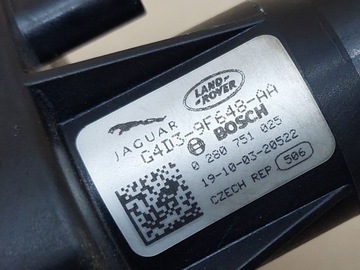 LAND-
ROVER
JAGUAR
G4D3-9F648-AA
BOSCH
0 280 751 025
19-10-03-20522
CZECH REP 506